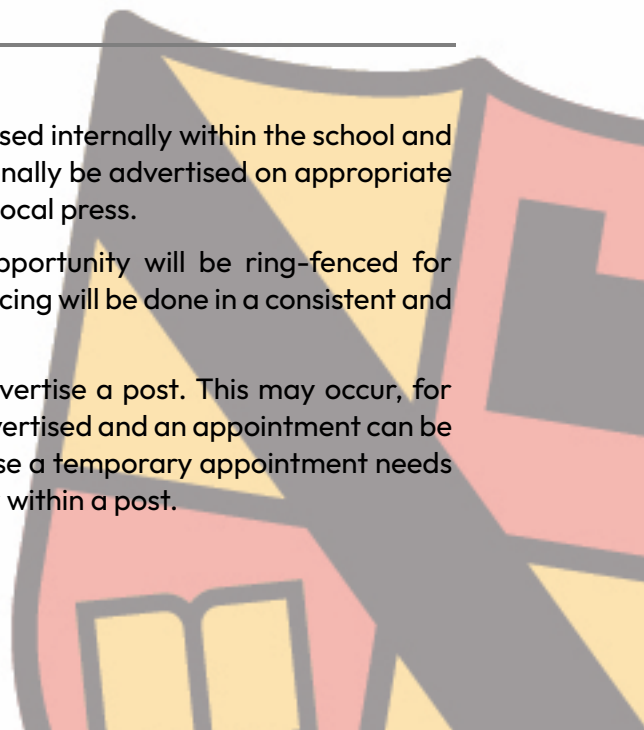 sed internally within the school and
nally be advertised on appropriate
ocal press.
pportunity will be ring-fenced for
cing will be done in a consistent and
vertise a post. This may occur, for
vertised and an appointment can be
se a temporary appointment needs
within a post.